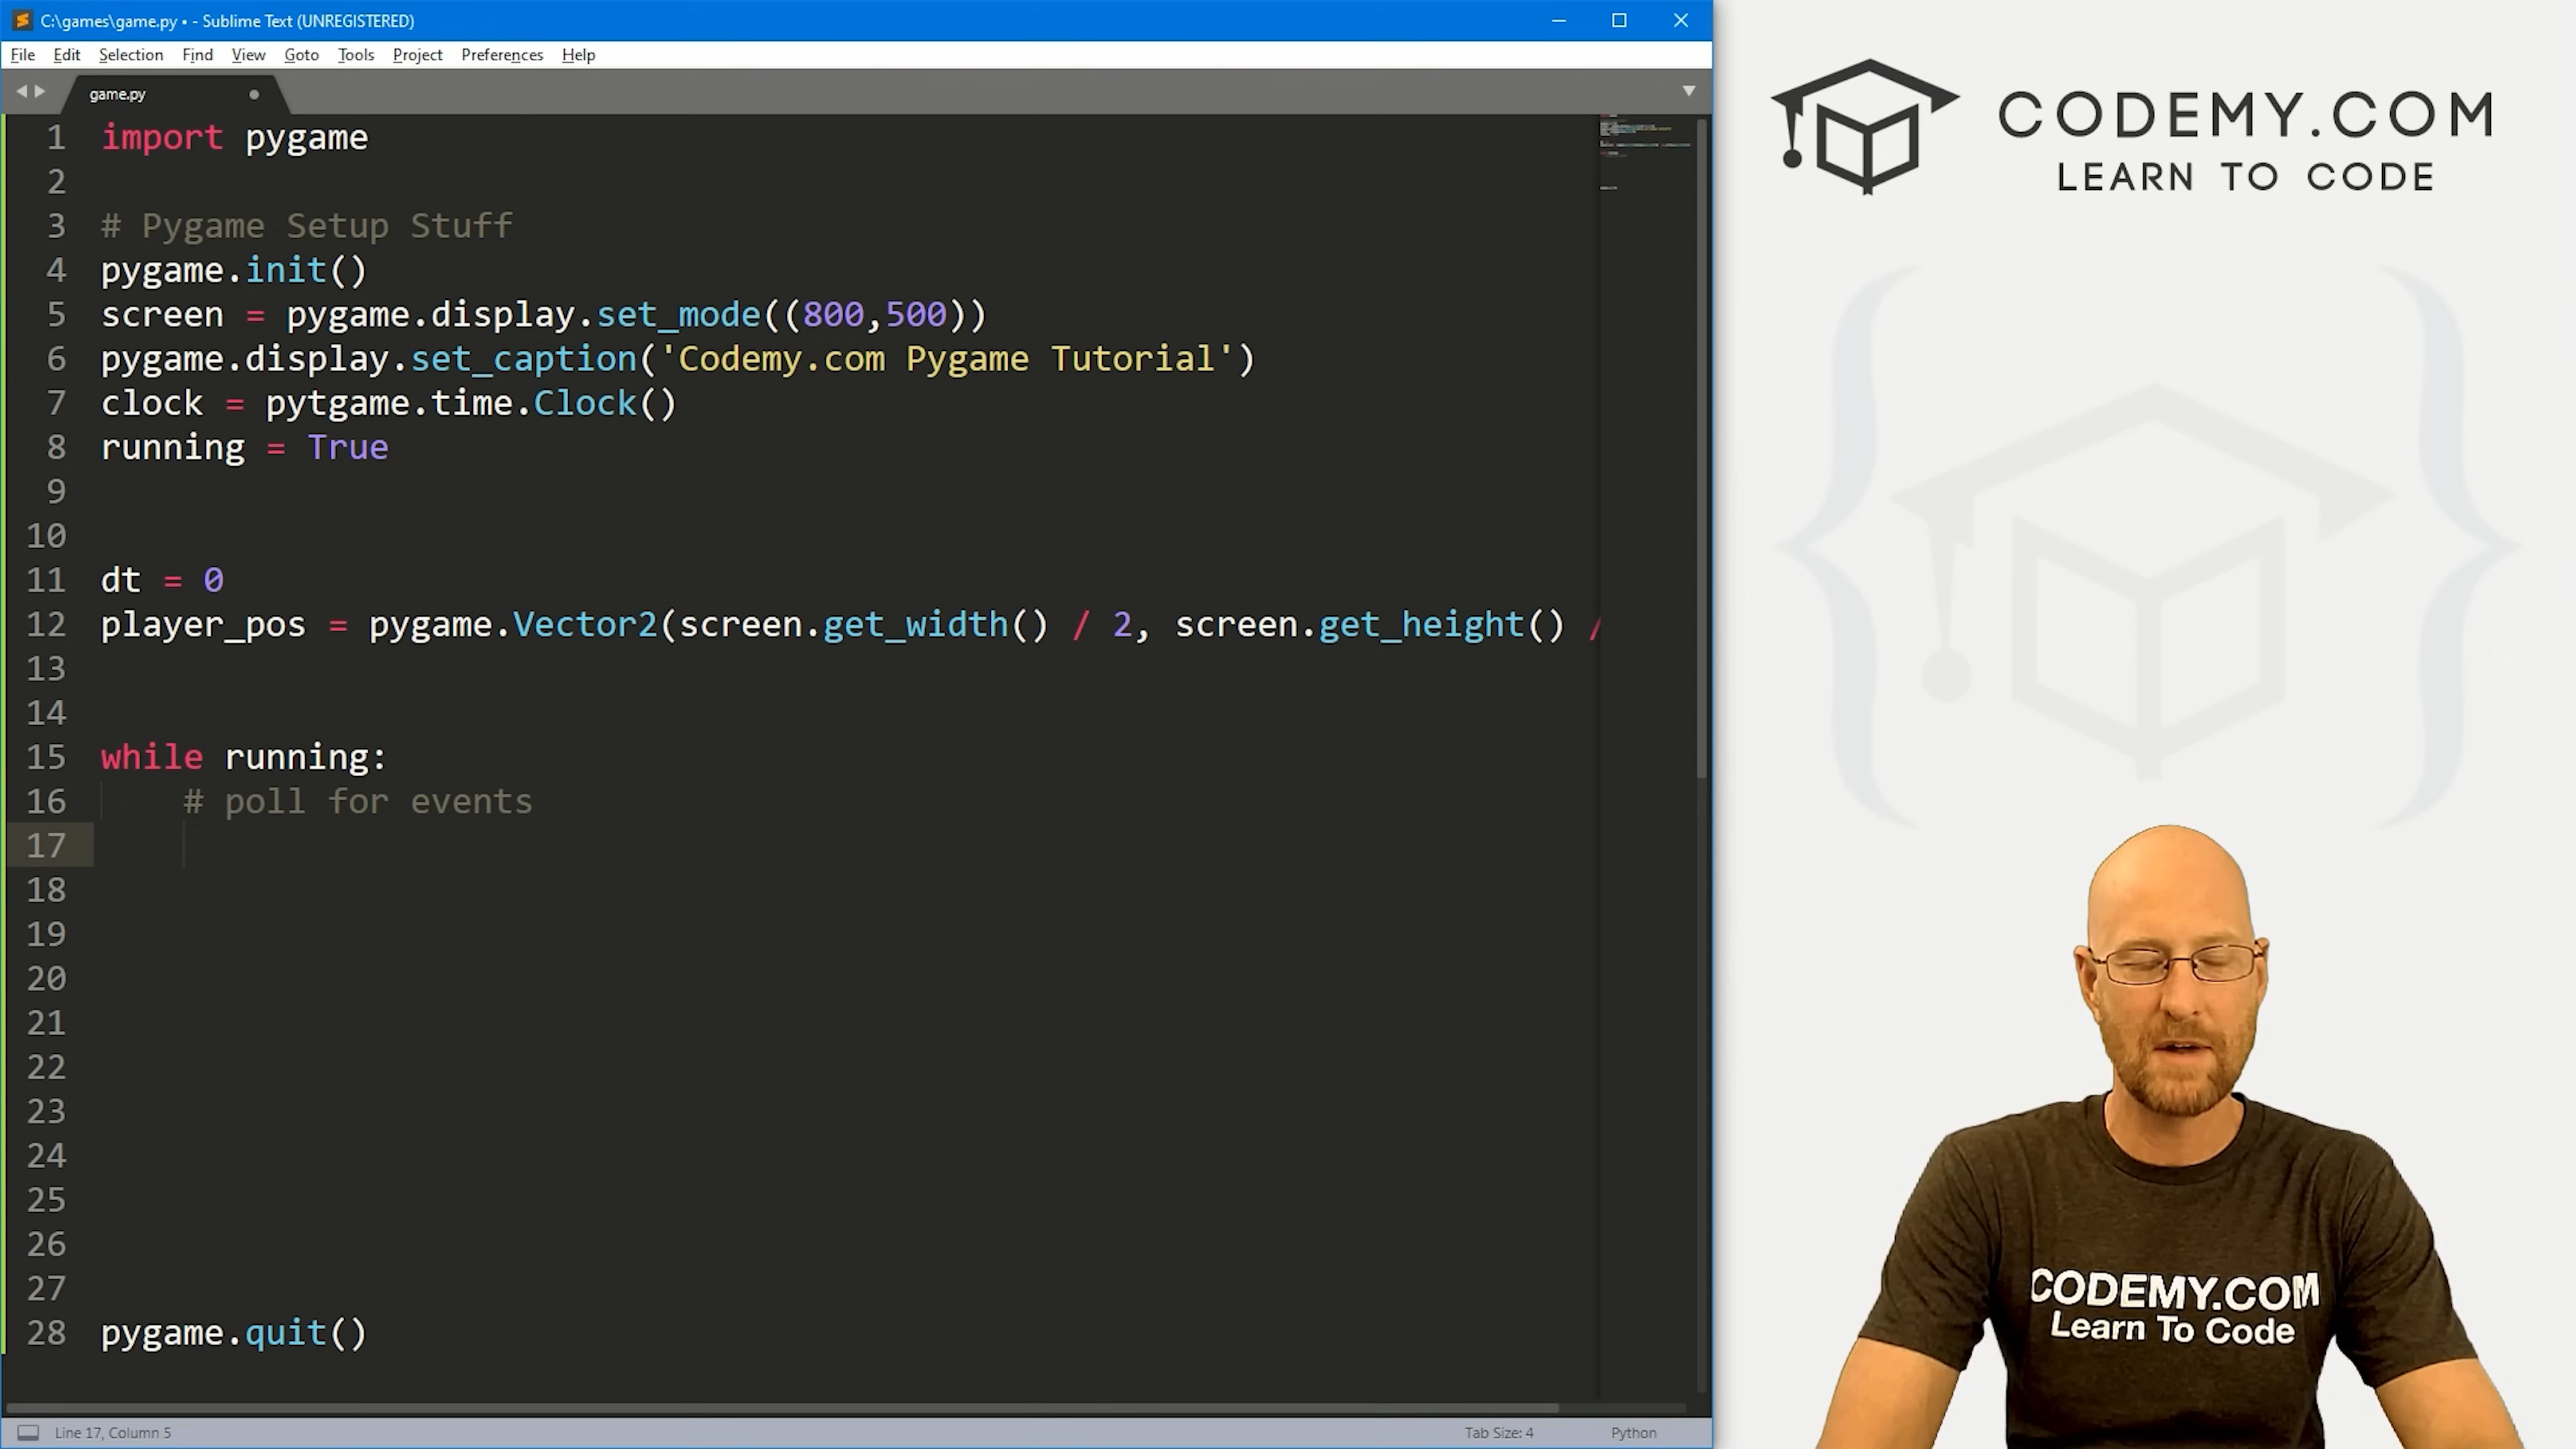 C:\games\game.py • - Sublime Text (UNREGISTERED)
File Edit Selection Find View Goto Tools Project Preferences Help
game.py
1 import pygame
2
3 # Pygame Setup Stuff
4 pygame.init()
5 screen = pygame.display.set_mode((800,500))
6 pygame.display.set_caption('Codemy.com Pygame Tutorial')
7 clock = pytgame.time.Clock()
8 running = True
9
10
11 dt = 0
12 player_pos = pygame.Vector2(screen.get_width() / 2, screen.get_height() /
13
14
15 while running:
16 # poll for events
17
18
19
20
21
22
23
24
25
26
27
28 pygame.quit()
Line 17, Column 5
Tab Size: 4
Python
CODEMY.COM
LEARN TO CODE
CODEMY.COM
Learn To Code